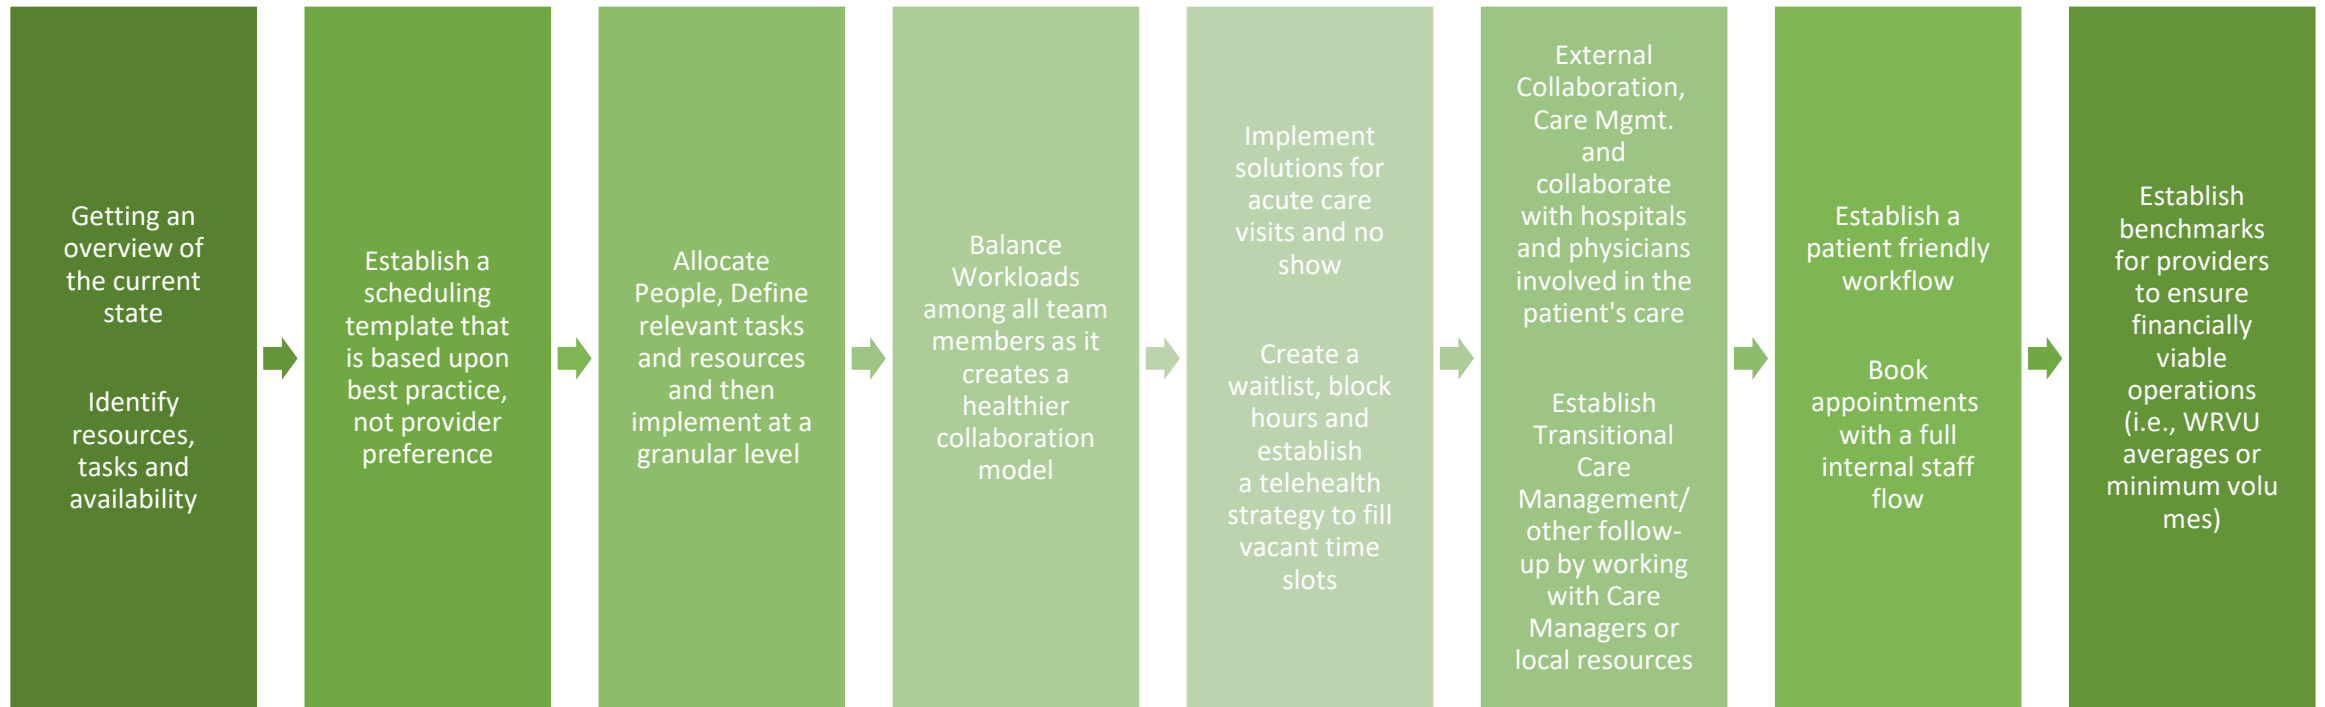 Getting an
overview of
the current
state
Identify
resources,
tasks and
availability
Establish a
scheduling
template that
is based upon
best practice,
not provider
preference
Allocate
People, Define
relevant tasks
and resources
and then
implement at a
granular level
Balance
Workloads
among all team
members as it
creates a
healthier
collaboration
model
Implement
solutions for
acute care
visits and no
show
Create a
waitlist, block
hours and
establish
a telehealth
strategy to fill
vacant time
slots
External
Collaboration,
Care Mgmt.
and
collaborate
with hospitals
and physicians
involved in the
patient's care
Establish
Transitional
Care
Management/
other follow-
up by working
with Care
Managers or
local resources
Establish a
patient friendly
workflow
Book
appointments
with a full
internal staff
flow
Establish
benchmarks
for providers
to ensure
financially
viable
operations
(i.e., WRVU
averages or
minimum volu
mes)